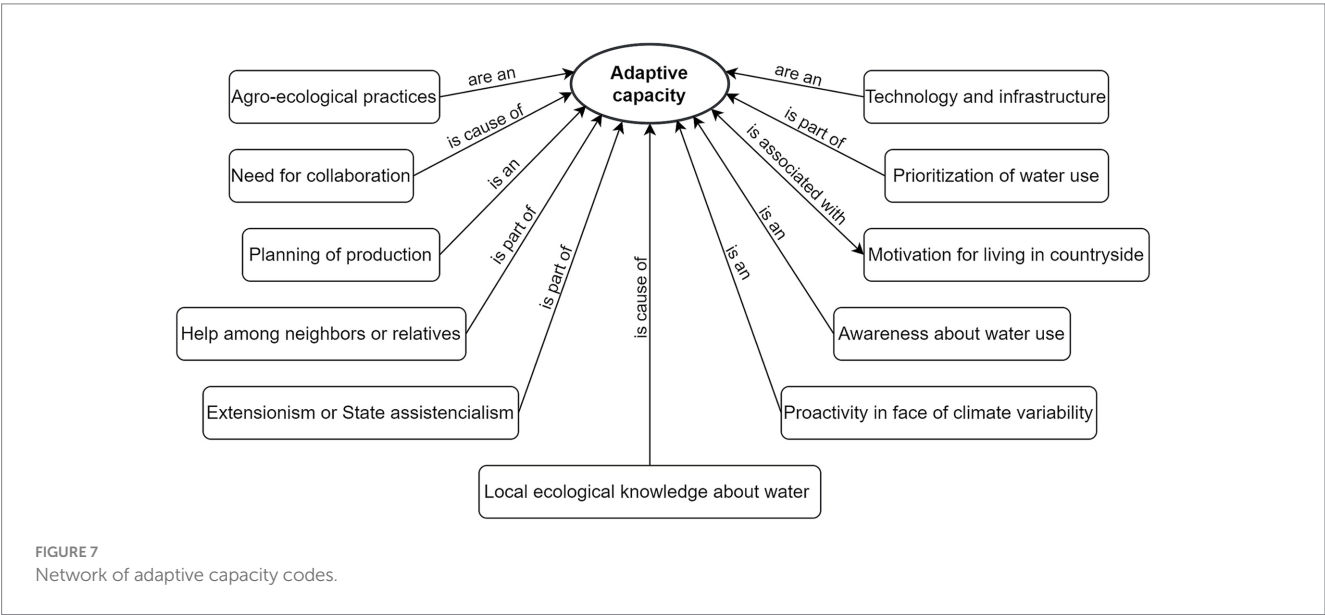 Adaptive
capacity
Agro-ecological practices
are an
Need for collaboration
is cause of
Planning of production
is an
Help among neighbors or relatives
is part of
Extensionism or State assistencialism
is part of
Local ecological knowledge about water
is cause of
Technology and infrastructure
are an
Prioritization of water use
is part of
Motivation for living in countryside
is associated with
Awareness about water use
is an
Proactivity in face of climate variability
is an
FIGURE 7
Network of adaptive capacity codes.